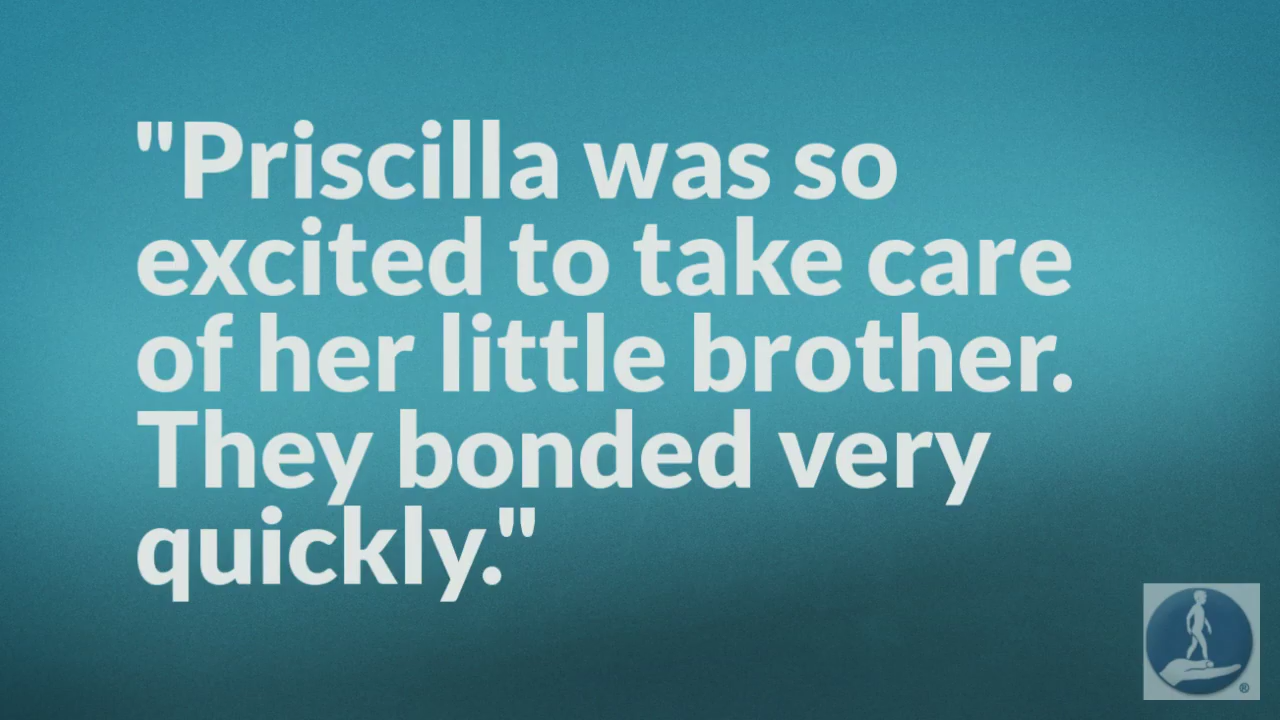 "Priscilla was so
excited to take care
of her little brother.
They bonded very
quickly."
®